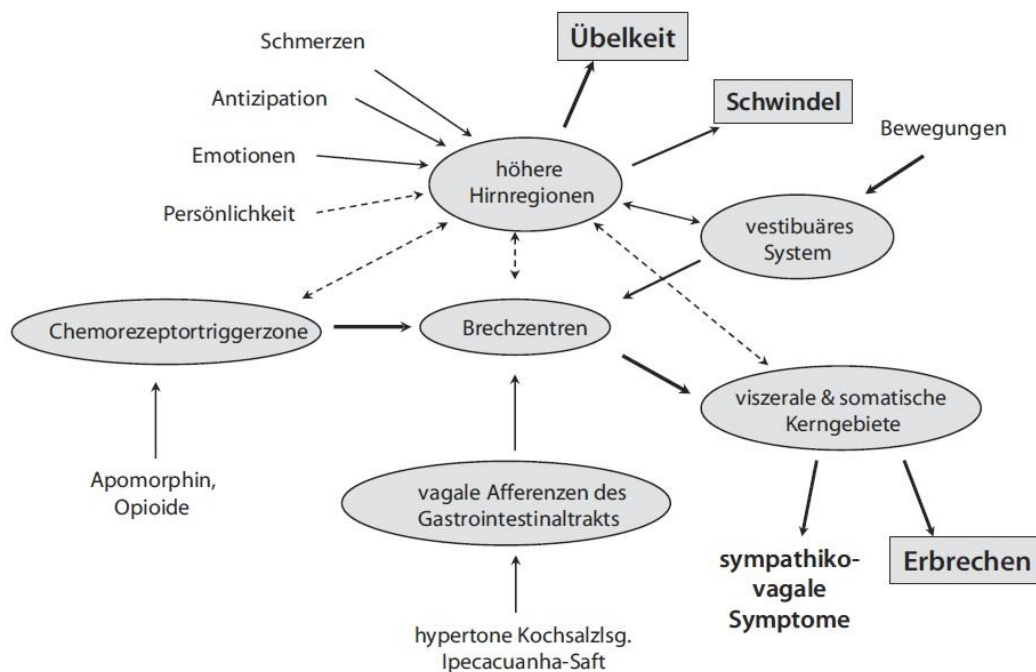 Übelkeit
Schmerzen
Schwindel
Antizipation
Bewegungen
Emotionen
höhere
Hirnregionen
Persönlichkeit
vestibuäres
System
Chemorezeptortriggerzone
Brechzentren
viszerale & somatische
Kerngebiete
Apomorphin,
Opioide
vagale Afferenzen des
Gastrointestinaltrakts
sympathiko-
vagale
Symptome
Erbrechen
hypertone Kochsalzlsg.
Ipecacuanha-Saft